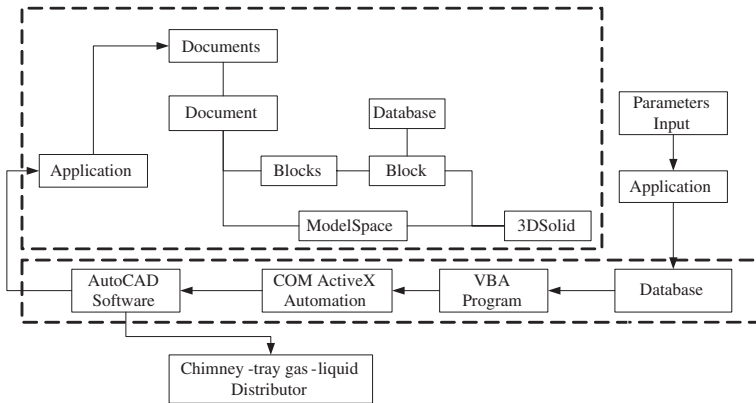 Documents
Document
Database
Parameters
Input
Application
Blocks
Block
Application
ModelSpace
3DSolid
AutoCAD
Software
COM ActiveX
Automation
VBA
Program
Database
Chimney -tray gas -liquid
Distributor